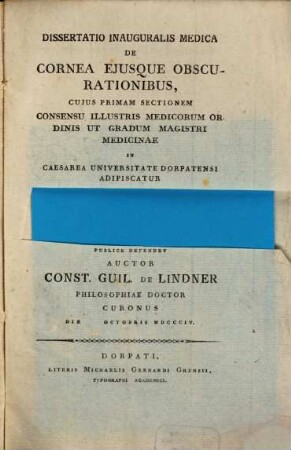 DISSERTATIO INAUGURALIS MEDICA
DE
CORNEA EJUSQUE OBSCU-
RATIONIBUS,
CUIUS PRIMAM SECTIONEM
CONSENSU ILLUSTRIS MEDICORUM OR-
DINIS UT GRADUM MAGISTRI
MEDICINAE
IN
CAESAREA UNIVERSITATE DORPATENSI
ADIPISCATUR
PUBLICE DEFENDET
AUCTOR
CONST. GUIL. DE LINDNER
PHILOSOPHIAE DOCTOR
CURONUS
DIE OCTOBRIS MDCCCIV.
DORPATI,
LITERIS MICHAELIS GERHARDI GRENZII,
TYPOGRAPHI ACADEMICI.